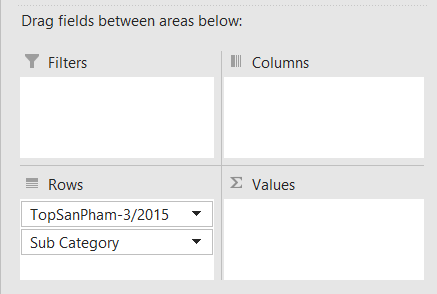 Drag fields between areas below:
Filters
Columns
Rows
TopSanPham-3/2015
Sub Category
Values